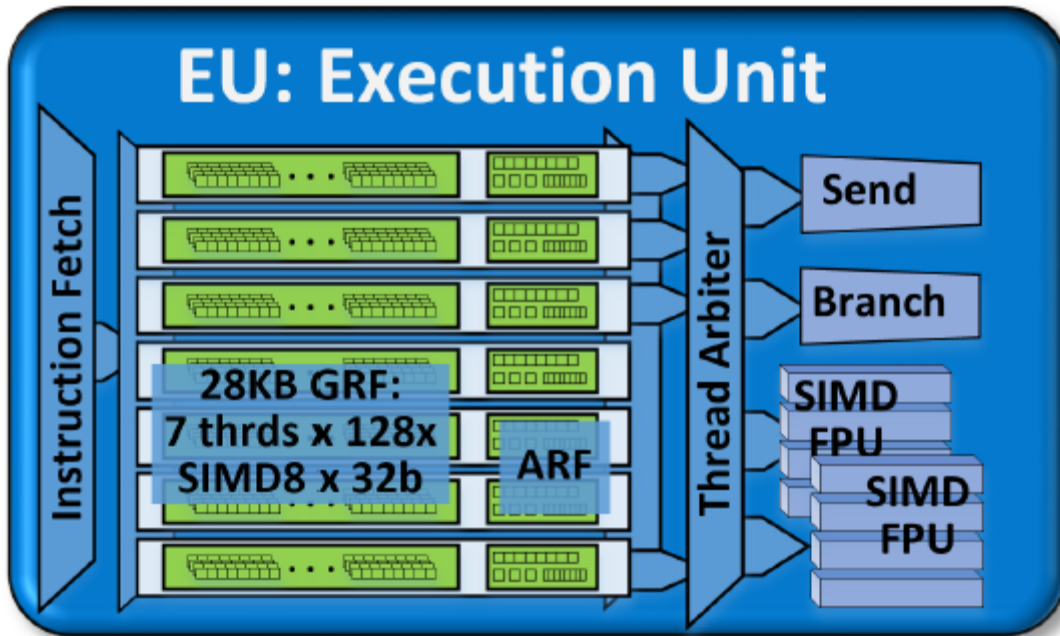 EU: Execution Unit
Instruction Fetch
28KB GRF:
7 thrds x 128x
SIMD8 x 32b
ARF
Thread Arbiter
Send
Branch
SIMD
FPU
SIMD
FPU